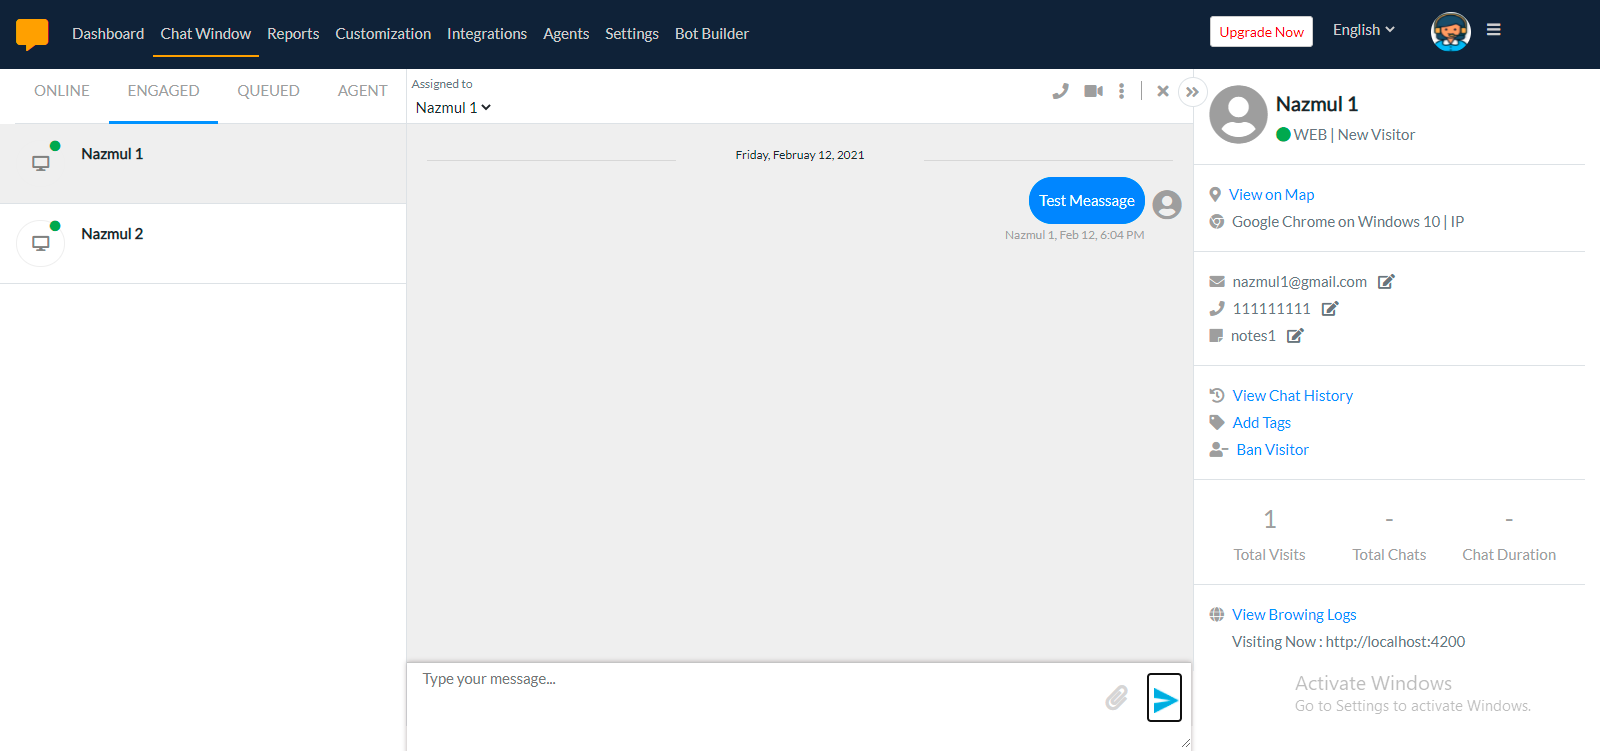 Dashboard Chat Window Reports Customization Integrations Agents Settings Bot Builder Upgrade Now English
ONLINE ENGAGED QUEUED AGENT
Nazmul 1
Nazmul 2
Assigned to
Nazmul 1
Friday, Februay 12, 2021
Test Meassage
Nazmul 1, Feb 12, 6:04 PM
Type your message...
Nazmul 1
WEB | New Visitor
View on Map
Google Chrome on Windows 10 | IP
nazmul1@gmail.com
111111111
notes1
View Chat History
Add Tags
Ban Visitor
1 - -
Total Visits Total Chats Chat Duration
View Browing Logs
Visiting Now : http://localhost:4200
Activate Windows
Go to Settings to activate Windows.